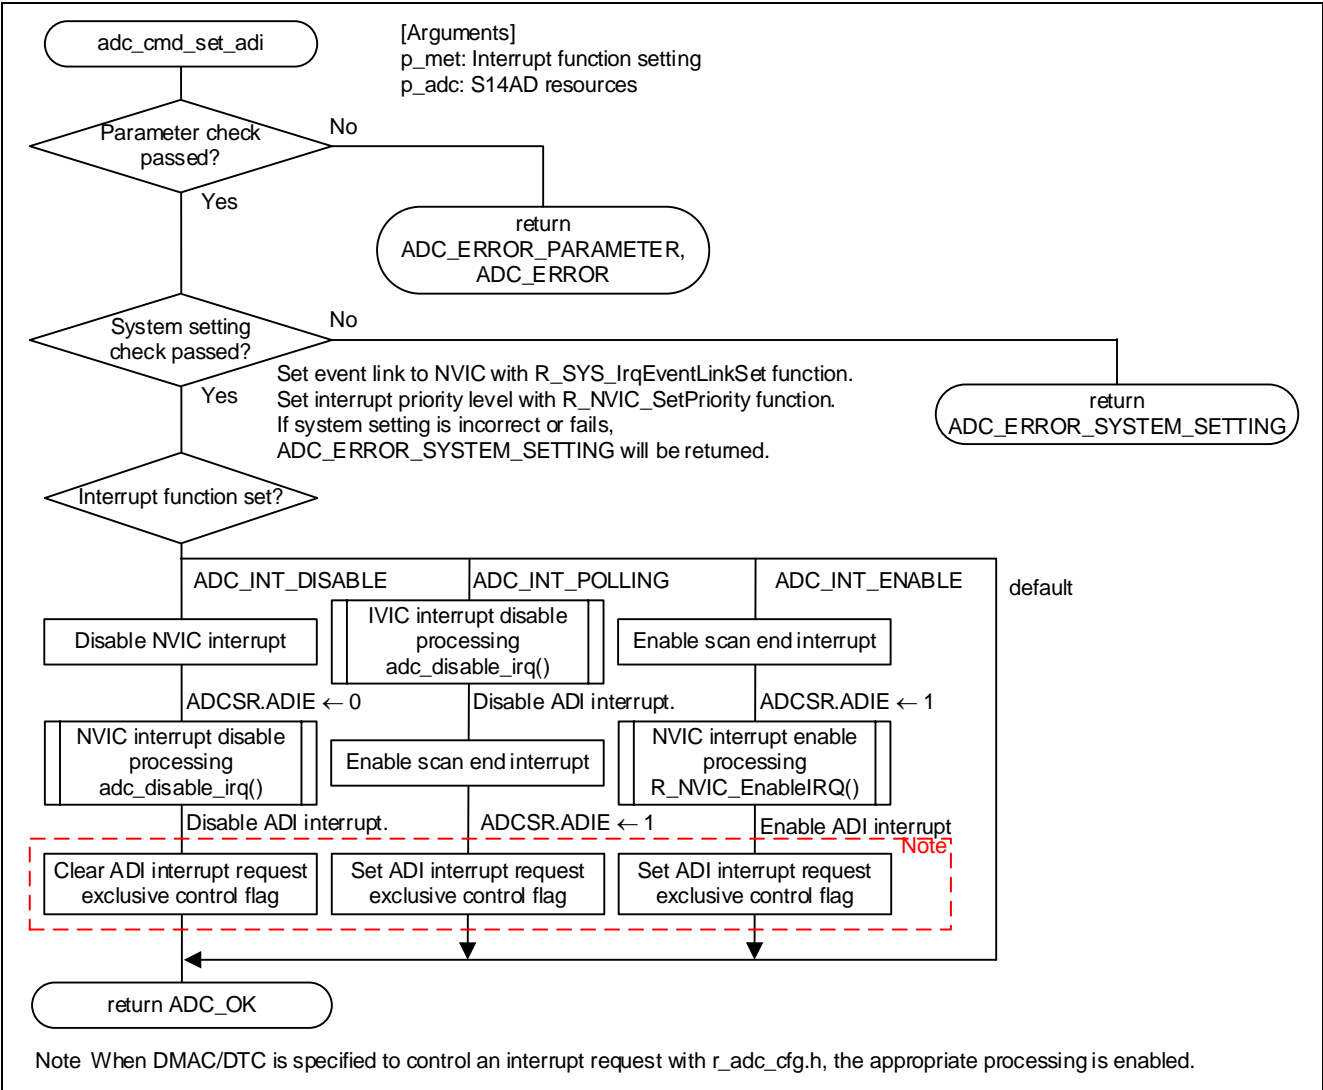 adc_cmd_set_adi
[Arguments]
p_met: Interrupt function setting
p_adc: S14AD resources
Parameter check
passed?
No
Yes
return
ADC_ERROR_PARAMETER,
ADC_ERROR
System setting
check passed?
No
Yes
Set event link to NVIC with R_SYS_IrqEventLinkSet function.
Set interrupt priority level with R_NVIC_SetPriority function.
If system setting is incorrect or fails,
ADC_ERROR_SYSTEM_SETTING will be returned.
return
ADC_ERROR_SYSTEM_SETTING
Interrupt function set?
ADC_INT_DISABLE
ADC_INT_POLLING
ADC_INT_ENABLE
default
Disable NVIC interrupt
ADCSR.ADIE ← 0
NVIC interrupt disable
processing
adc_disable_irq()
Disable ADI interrupt.
Clear ADI interrupt request
exclusive control flag
IVIC interrupt disable
processing
adc_disable_irq()
Disable ADI interrupt.
Enable scan end interrupt
ADCSR.ADIE ← 1
Set ADI interrupt request
exclusive control flag
Enable scan end interrupt
ADCSR.ADIE ← 1
NVIC interrupt enable
processing
R_NVIC_EnableIRQ()
Enable ADI interrupt
Note
Set ADI interrupt request
exclusive control flag
return ADC_OK
Note When DMAC/DTC is specified to control an interrupt request with r_adc_cfg.h, the appropriate processing is enabled.